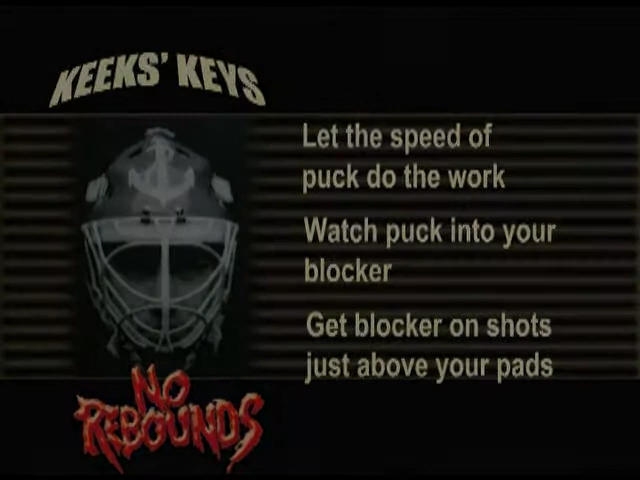 KEEKS' KEYS
Let the speed of
puck do the work
Watch puck into your
blocker
Get blocker on shots
just above your pads
NO
REBOUNDS